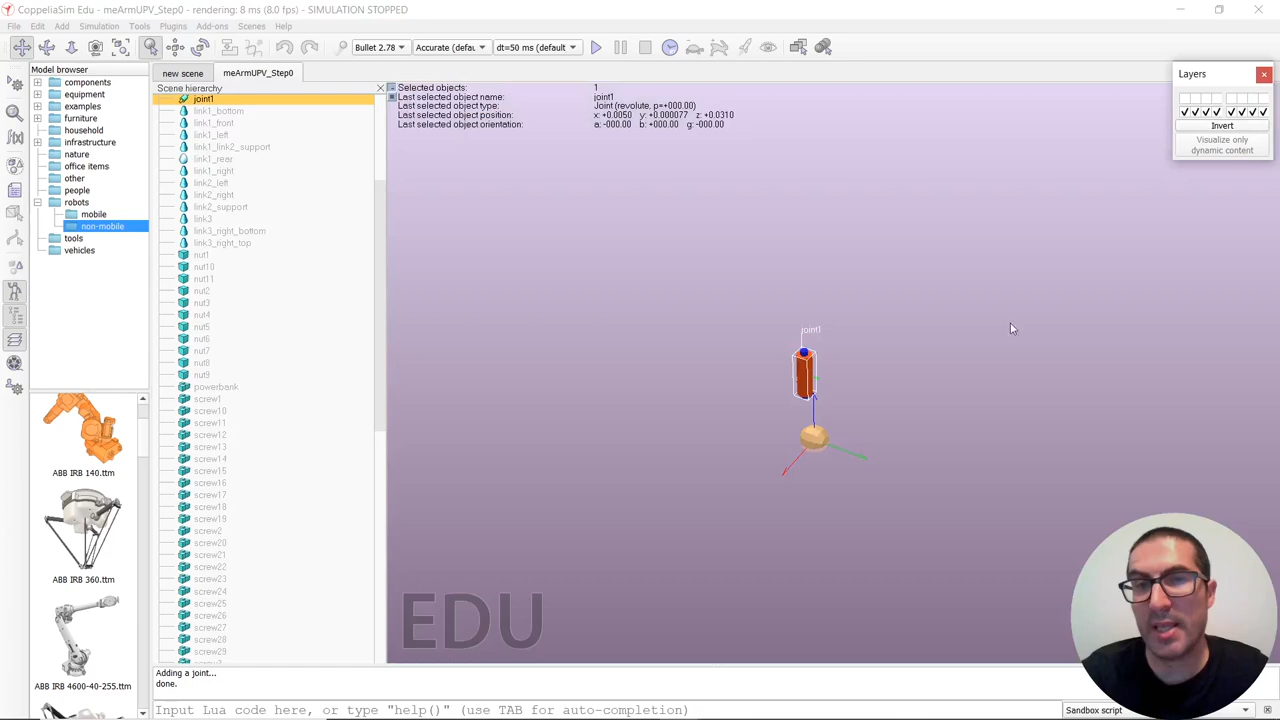 CoppeliaSim Edu - meArmUPV_Step0 - rendering: 8 ms (8.0 fps) - SIMULATION STOPPED
File Edit Add Simulation Tools Plugins Add-ons Scenes Help
Bullet 2.78
Accurate (defau
dt=50 ms (default)
Model browser
components
equipment
examples
furniture
household
infrastructure
nature
office items
other
people
robots
mobile
non-mobile
tools
vehicles
ABB IRB 140.ttm
ABB IRB 360.ttm
ABB IRB 4600-40-255.ttm
new scene
meArmUPV_Step0
Scene hierarchy
joint1
link1_bottom
link1_front
link1_left
link1_link2_support
link1_rear
link1_right
link2_left
link2_right
link2_support
link3
link3_right_bottom
link3_right_top
nut1
nut10
nut11
nut2
nut3
nut4
nut5
nut6
nut7
nut8
nut9
powerbank
screw1
screw10
screw11
screw12
screw13
screw14
screw15
screw16
screw17
screw18
screw19
screw2
screw20
screw21
screw22
screw23
screw24
screw25
screw26
screw27
screw28
screw29
Selected objects: 1
Last selected object name: joint1
Last selected object type: Joint (revolute, p=+000.00)
Last selected object position: x: +0.0050 y: +0.000077 z: +0.0310
Last selected object orientation: a: -000.00 b: +00.00 g: -000.00
joint1
EDU
Layers
Invert
Visualize only
dynamic content
Adding a joint...
done.
Input Lua code here, or type "help()" (use TAB for auto-completion)
Sandbox script